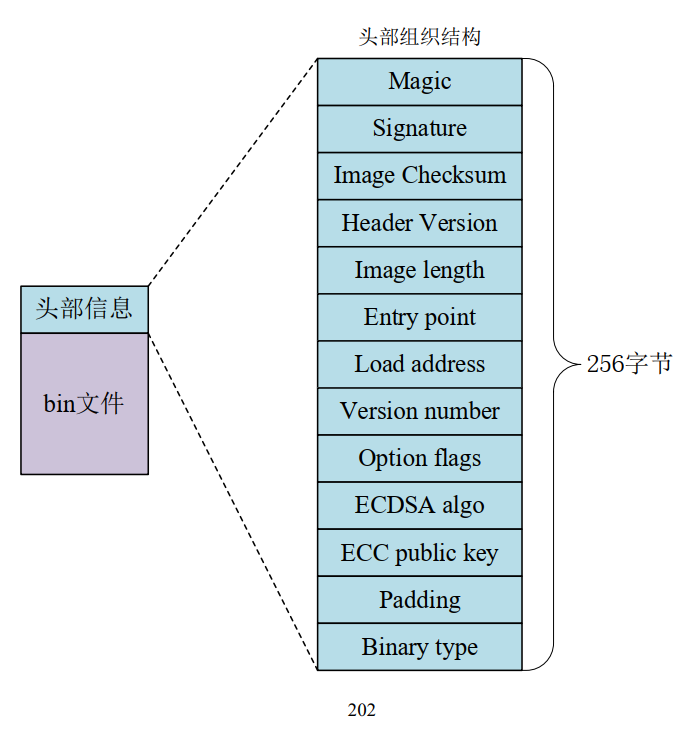 头部组织结构
Magic
Signature
Image Checksum
Header Version
Image length
头部信息
Entry point
Load address
256字节
bin文件
Version number
Option flags
ECDSA algo
ECC public key
Padding
Binary type
202